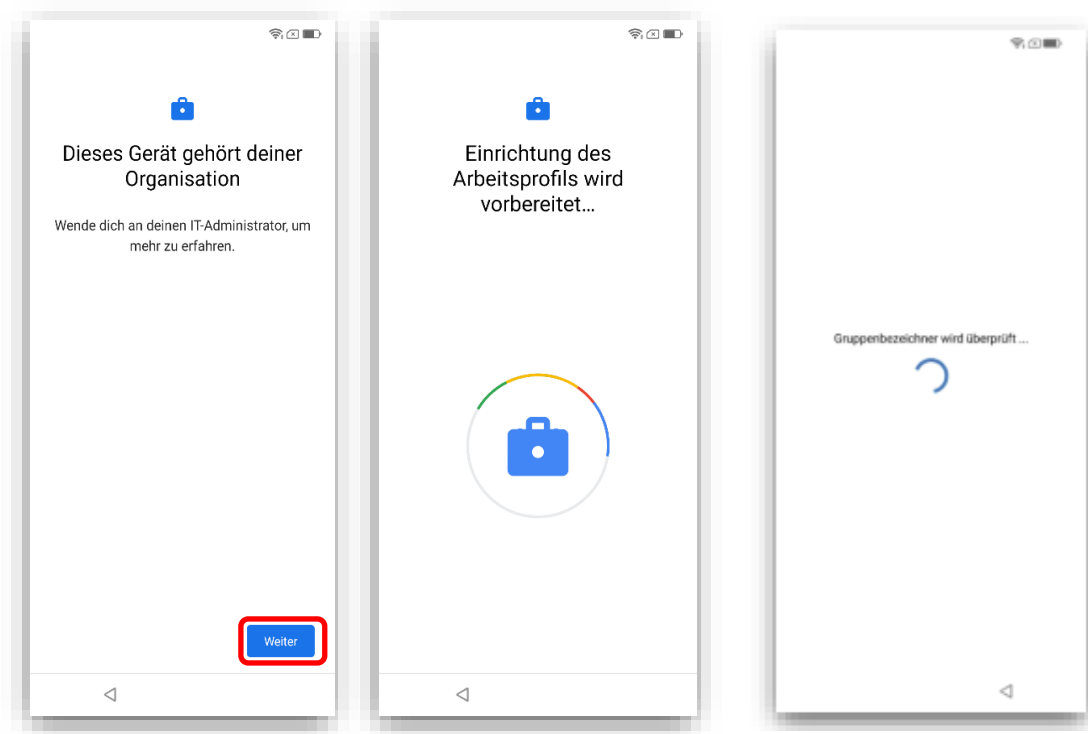 Dieses Gerät gehört deiner
Organisation
Wende dich an deinen IT-Administrator, um
mehr zu erfahren.
Weiter
Einrichtung des
Arbeitsprofils wird
vorbereitet...
Gruppenbezeichner wird überprüft ...